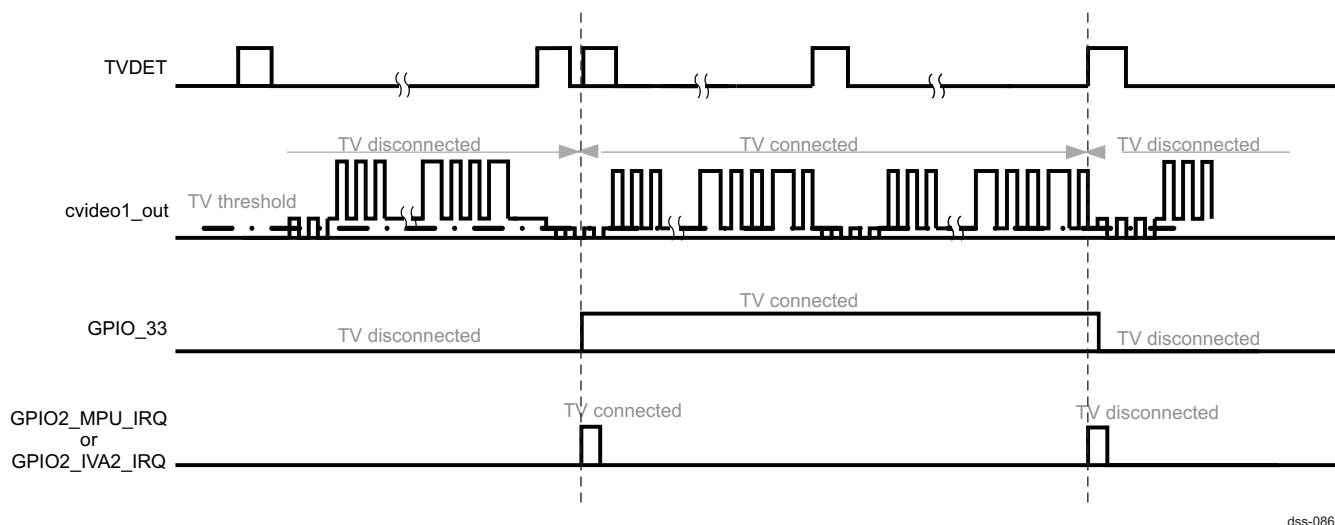 TVDET
TV disconnected
TV connected
TV disconnected
TV threshold
cvideo1_out
TV connected
GPIO_33
TV disconnected
TV disconnected
TV connected
TV disconnected
GPIO2_MPU_IRQ
or
GPIO2_IVA2_IRQ
dss-086